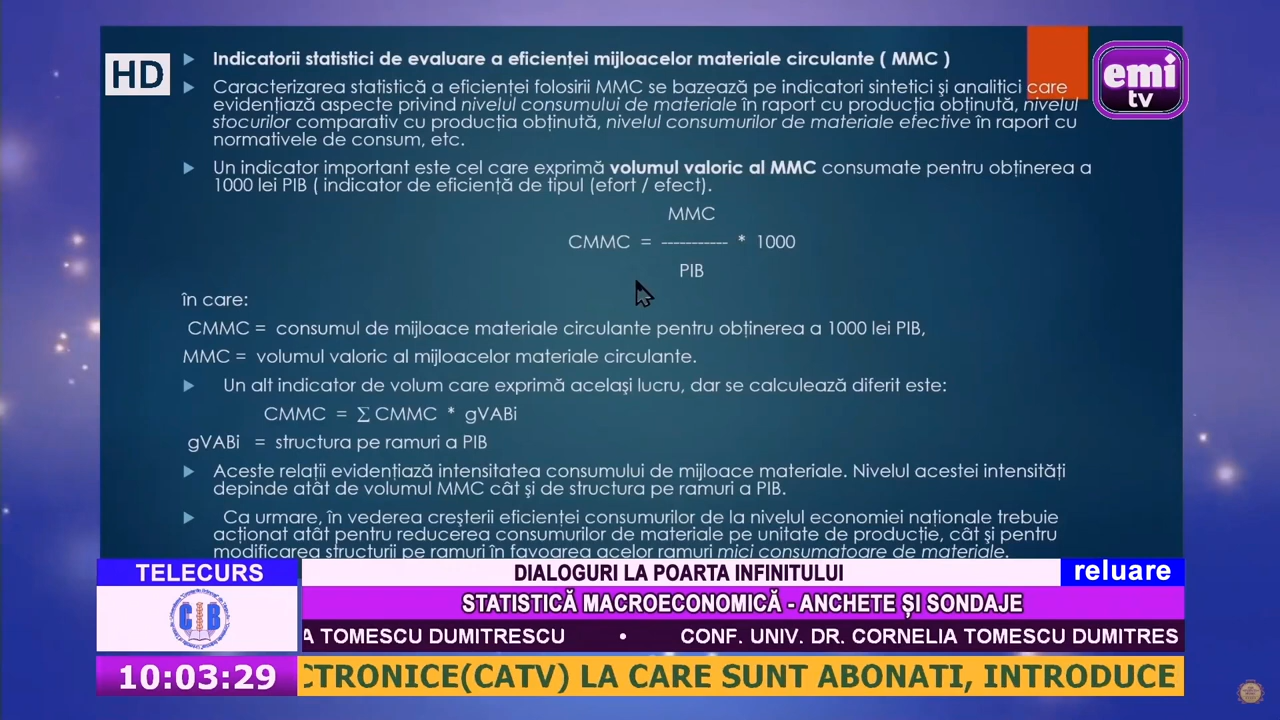 HD
emi
tv
Indicatorii statistici de evaluare a eficienței mijloacelor materiale circulante ( MMC )
Caracterizarea statistică a eficienței folosirii MMC se bazează pe indicatori sintetici şi analitici care
evidențiază aspecte privind nivelul consumului de materiale în raport cu producția obținută, nivelul
stocurilor comparativ cu producția obținută, nivelul consumurilor de materiale efective în raport cu
normativele de consum, etc.
Un indicator important este cel care exprimă volumul valoric al MMC consumate pentru obținerea a
1000 lei PIB ( indicator de eficiență de tipul (efort / efect).
MMC
CMMC = ----------- * 1000
PIB
în care:
CMMC = consumul de mijloace materiale circulante pentru obținerea a 1000 lei PIB,
MMC = volumul valoric al mijloacelor materiale circulante.
Un alt indicator de volum care exprimă acelaşi lucru, dar se calculează diferit este:
CMMC = ∑ CMMC * gVABi
gVABi = structura pe ramuri a PIB
Aceste relații evidențiază intensitatea consumului de mijloace materiale. Nivelul acestei intensități
depinde atât de volumul MMC cât şi de structura pe ramuri a PIB.
Ca urmare, în vederea creşterii eficienței consumurilor de la nivelul economiei naționale trebuie
acționat atât pentru reducerea consumurilor de materiale pe unitate de producție, cât şi pentru
modificarea structurii pe ramuri în favoarea acelor ramuri mici consumatoare de materiale.
TELECURS
DIALOGURI LA POARTA INFINITULUI
reluare
STATISTICĂ MACROECONOMICĂ - ANCHETE ȘI SONDAJE
CIB
A TOMESCU DUMITRESCU • CONF. UNIV. DR. CORNELIA TOMESCU DUMITRES
10:03:29
CTRONICE(CATV) LA CARE SUNT ABONATI, INTRODUCE